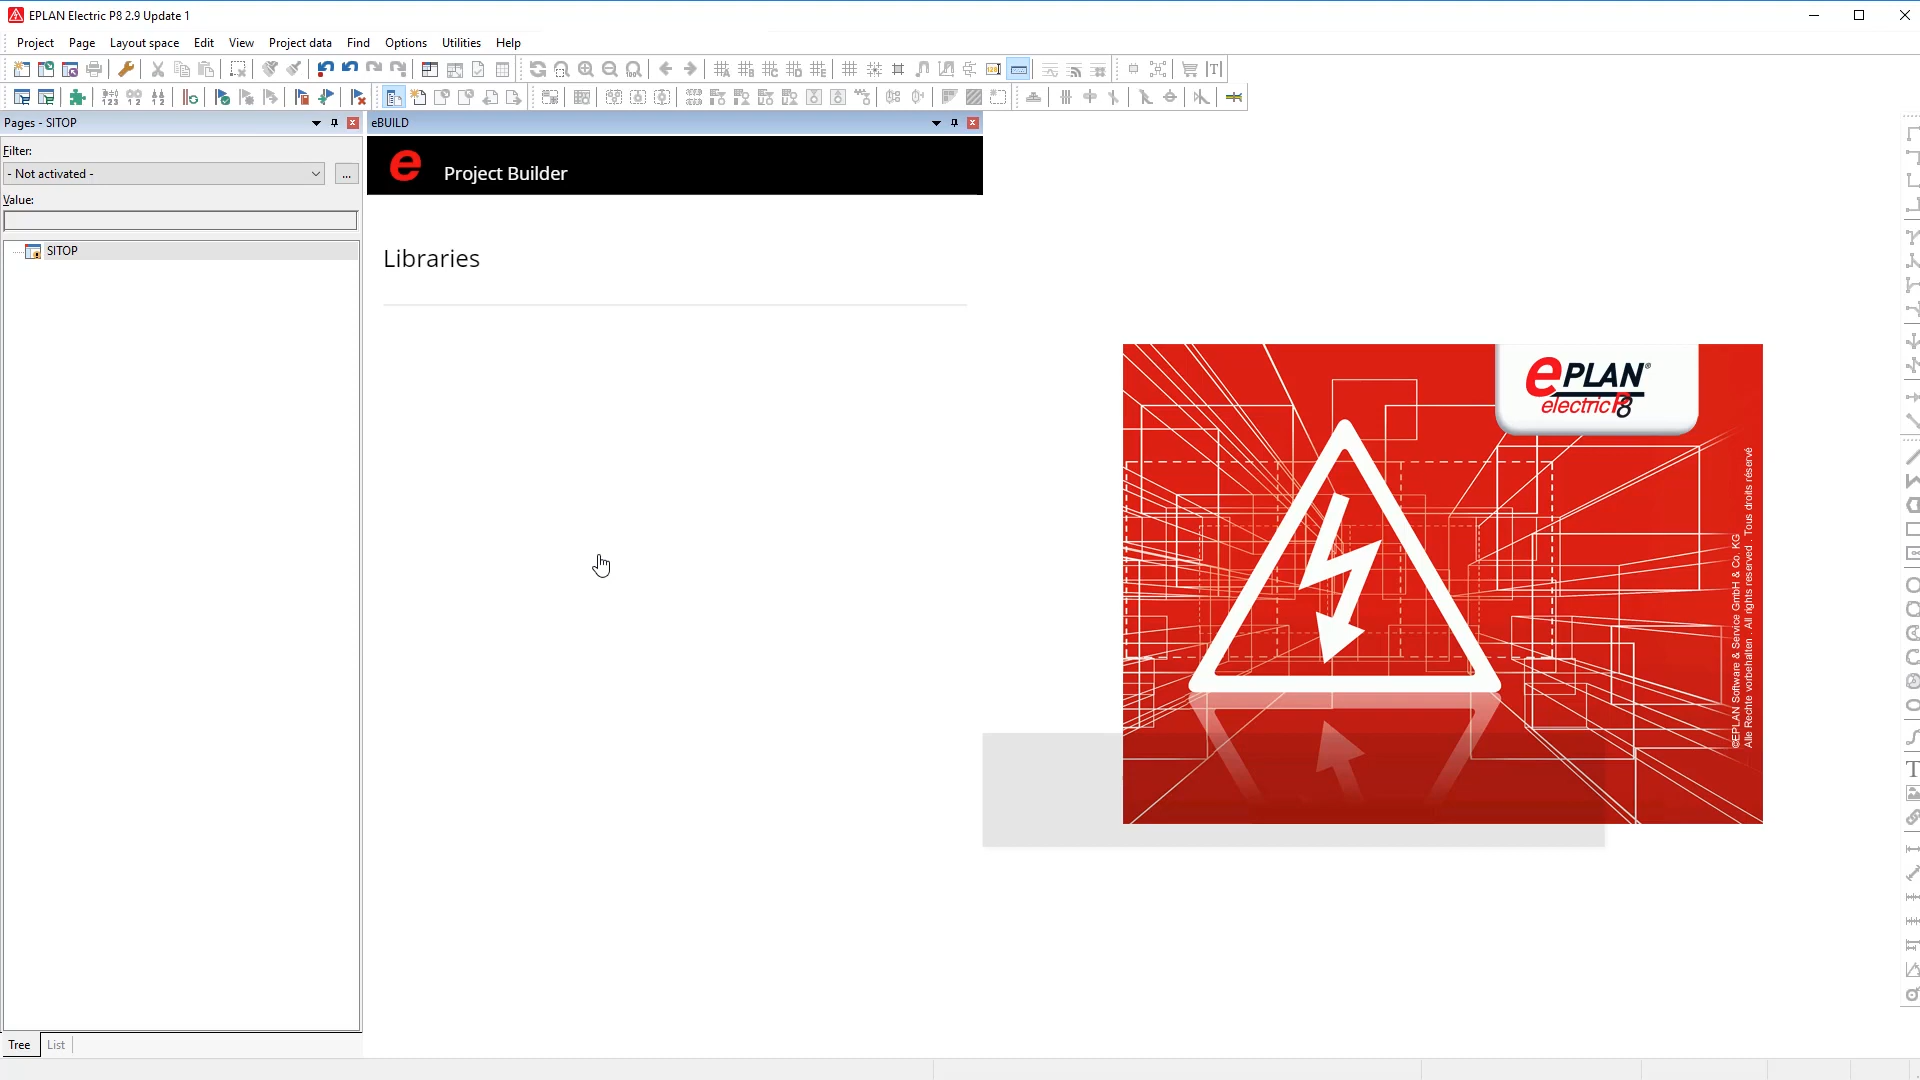 EPLAN Electric P8 2.9 Update 1
Project Page Layout space Edit View Project data Find Options Utilities Help
Pages - SITOP
eBUILD
Filter:
- Not activated -
...
Value:
SITOP
e Project Builder
Libraries
ePLAN®
electric P8
©EPLAN Software & Service GmbH & Co. KG
Alle Rechte vorbehalten . All rights reserved . Tous droits réservé
Tree List